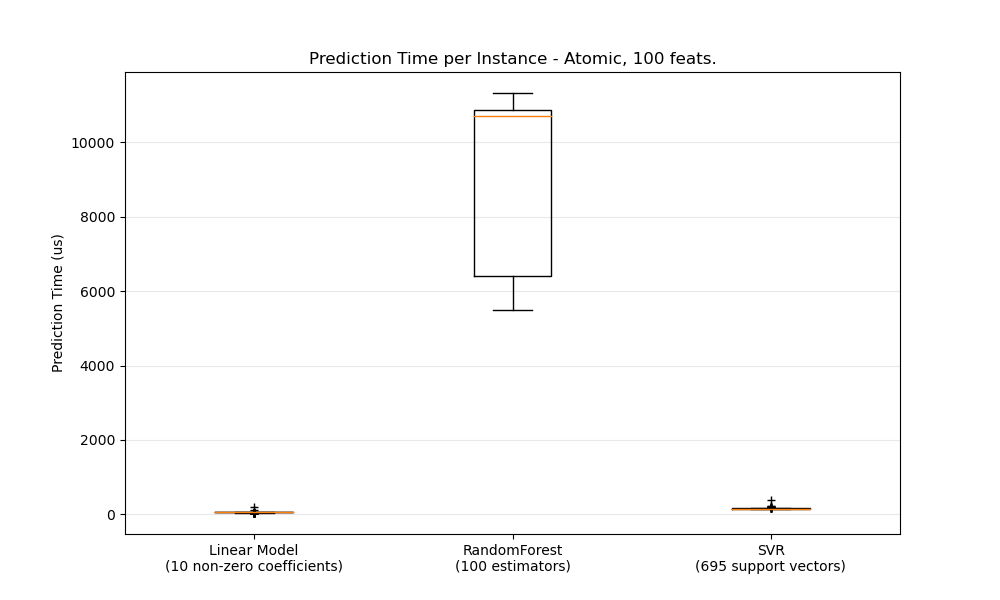 Prediction Time per Instance - Atomic, 100 feats.
Prediction Time (us)
10000
8000
6000
4000
2000
0
Linear Model
(10 non-zero coefficients)
RandomForest
(100 estimators)
SVR
(695 support vectors)